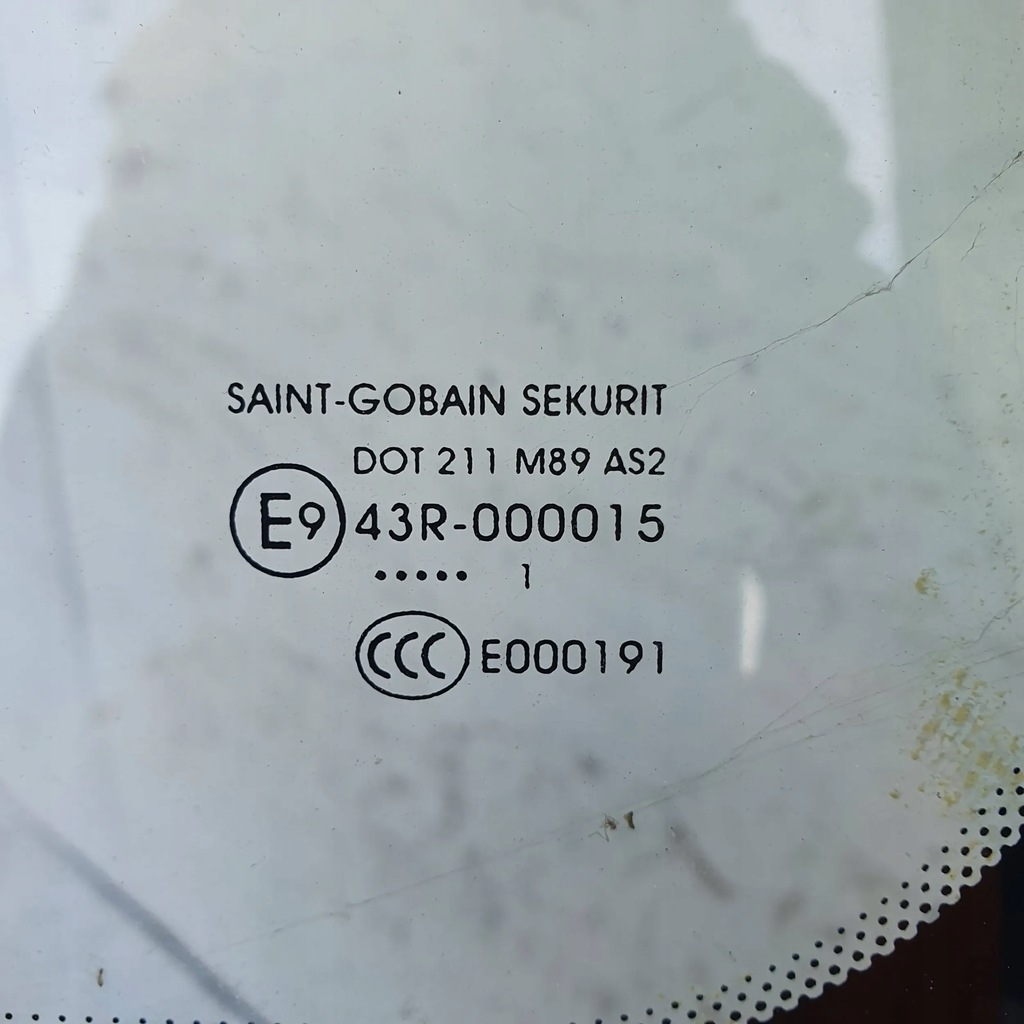 SAINT-GOBAIN SEKURIT
DOT 211 M89 AS2
E9 43R-000015
••••• 1
CCC E000191